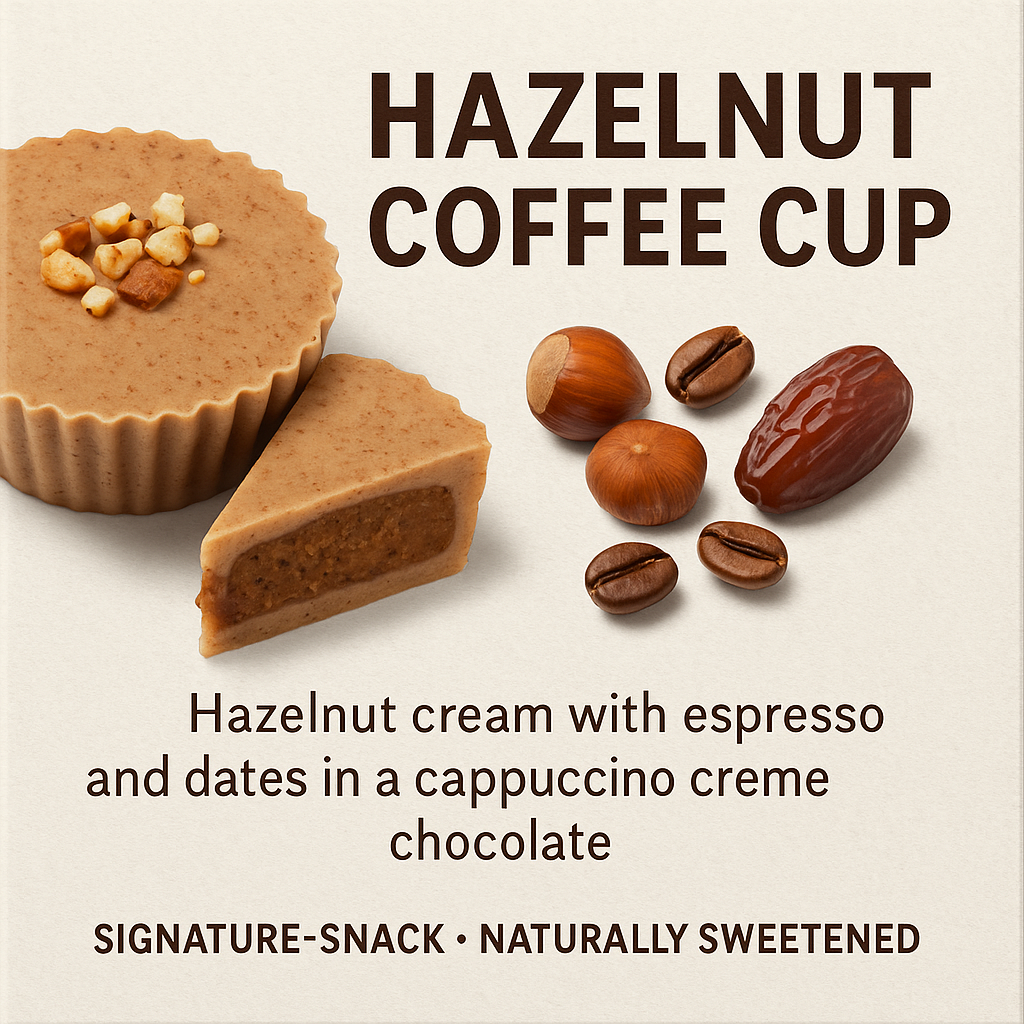 HAZELNUT
COFFEE CUP
Hazelnut cream with espresso
and dates in a cappuccino creme
chocolate
SIGNATURE-SNACK • NATURALLY SWEETENED